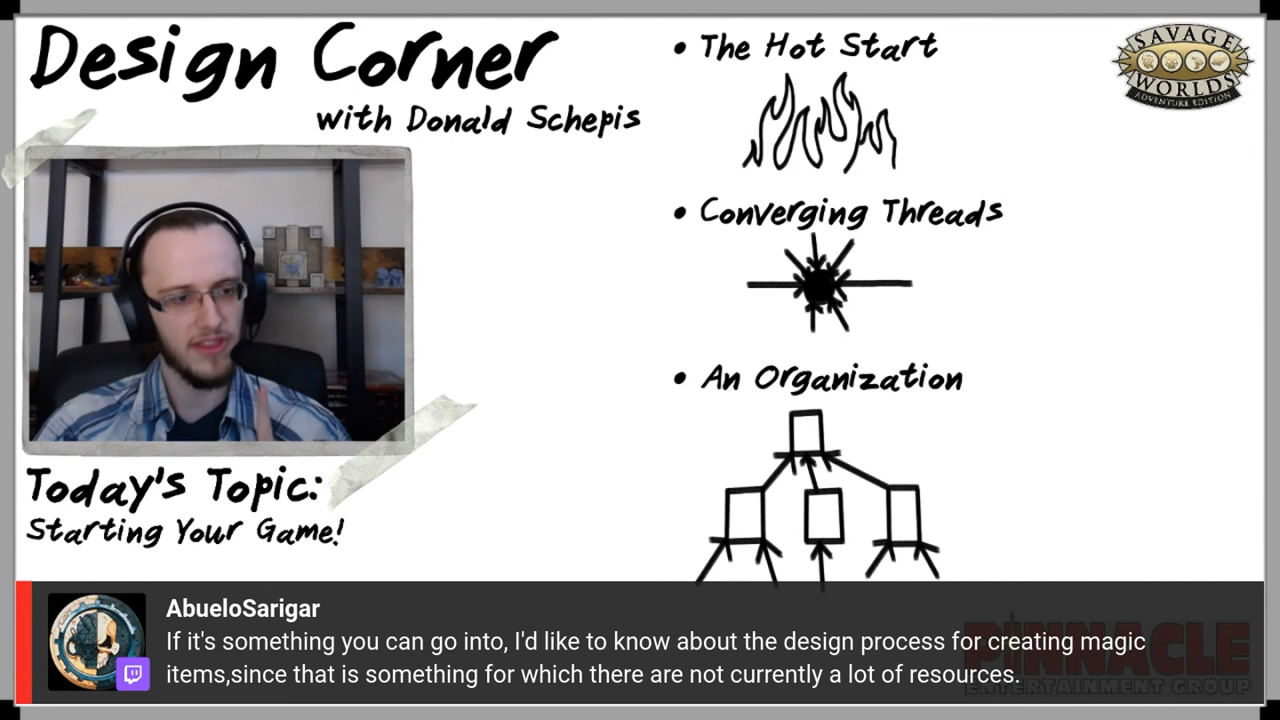 Design Corner
with Donald Schepis
• The Hot Start
SAVAGE
WORLDS
ADVENTURE EDITION
• Converging Threads
• An Organization
Today's Topic:
Starting Your Game!
AbueloSarigar
If it's something you can go into, I'd like to know about the design process for creating magic
items,since that is something for which there are not currently a lot of resources.
PINNACLE
ENTERTAINMENT GROUP